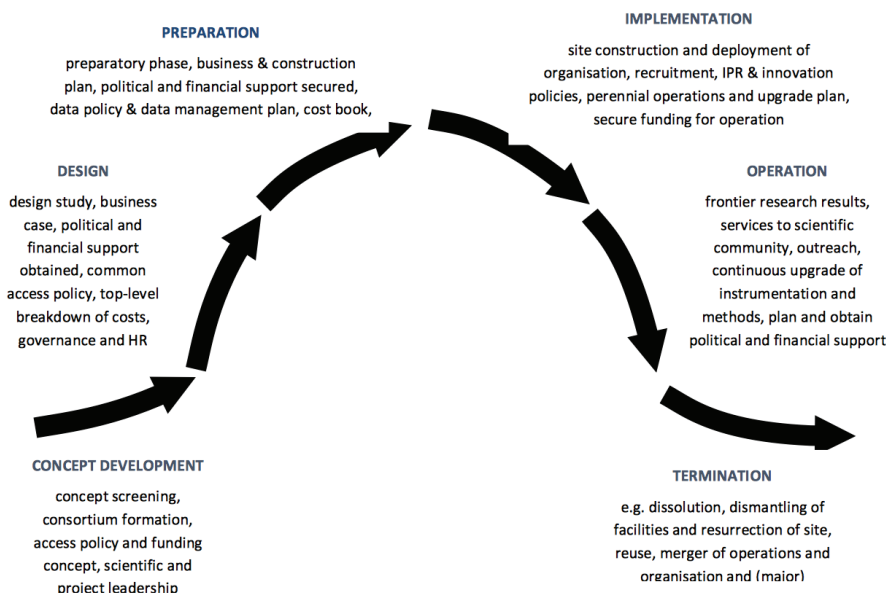 PREPARATION
preparatory phase, business & construction
plan, political and financial support secured,
data policy & data management plan, cost book,
IMPLEMENTATION
site construction and deployment of
organisation, recruitment, IPR & innovation
policies, perennial operations and upgrade plan,
secure funding for operation
DESIGN
design study, business
case, political and
financial support
obtained, common
access policy, top-level
breakdown of costs,
governance and HR
OPERATION
frontier research results,
services to scientific
community, outreach,
continuous upgrade of
instrumentation and
methods, plan and obtain
political and financial support
CONCEPT DEVELOPMENT
concept screening,
consortium formation,
access policy and funding
concept, scientific and
project leadership
TERMINATION
e.g. dissolution, dismantling of
facilities and resurrection of site,
reuse, merger of operations and
organisation and (major)